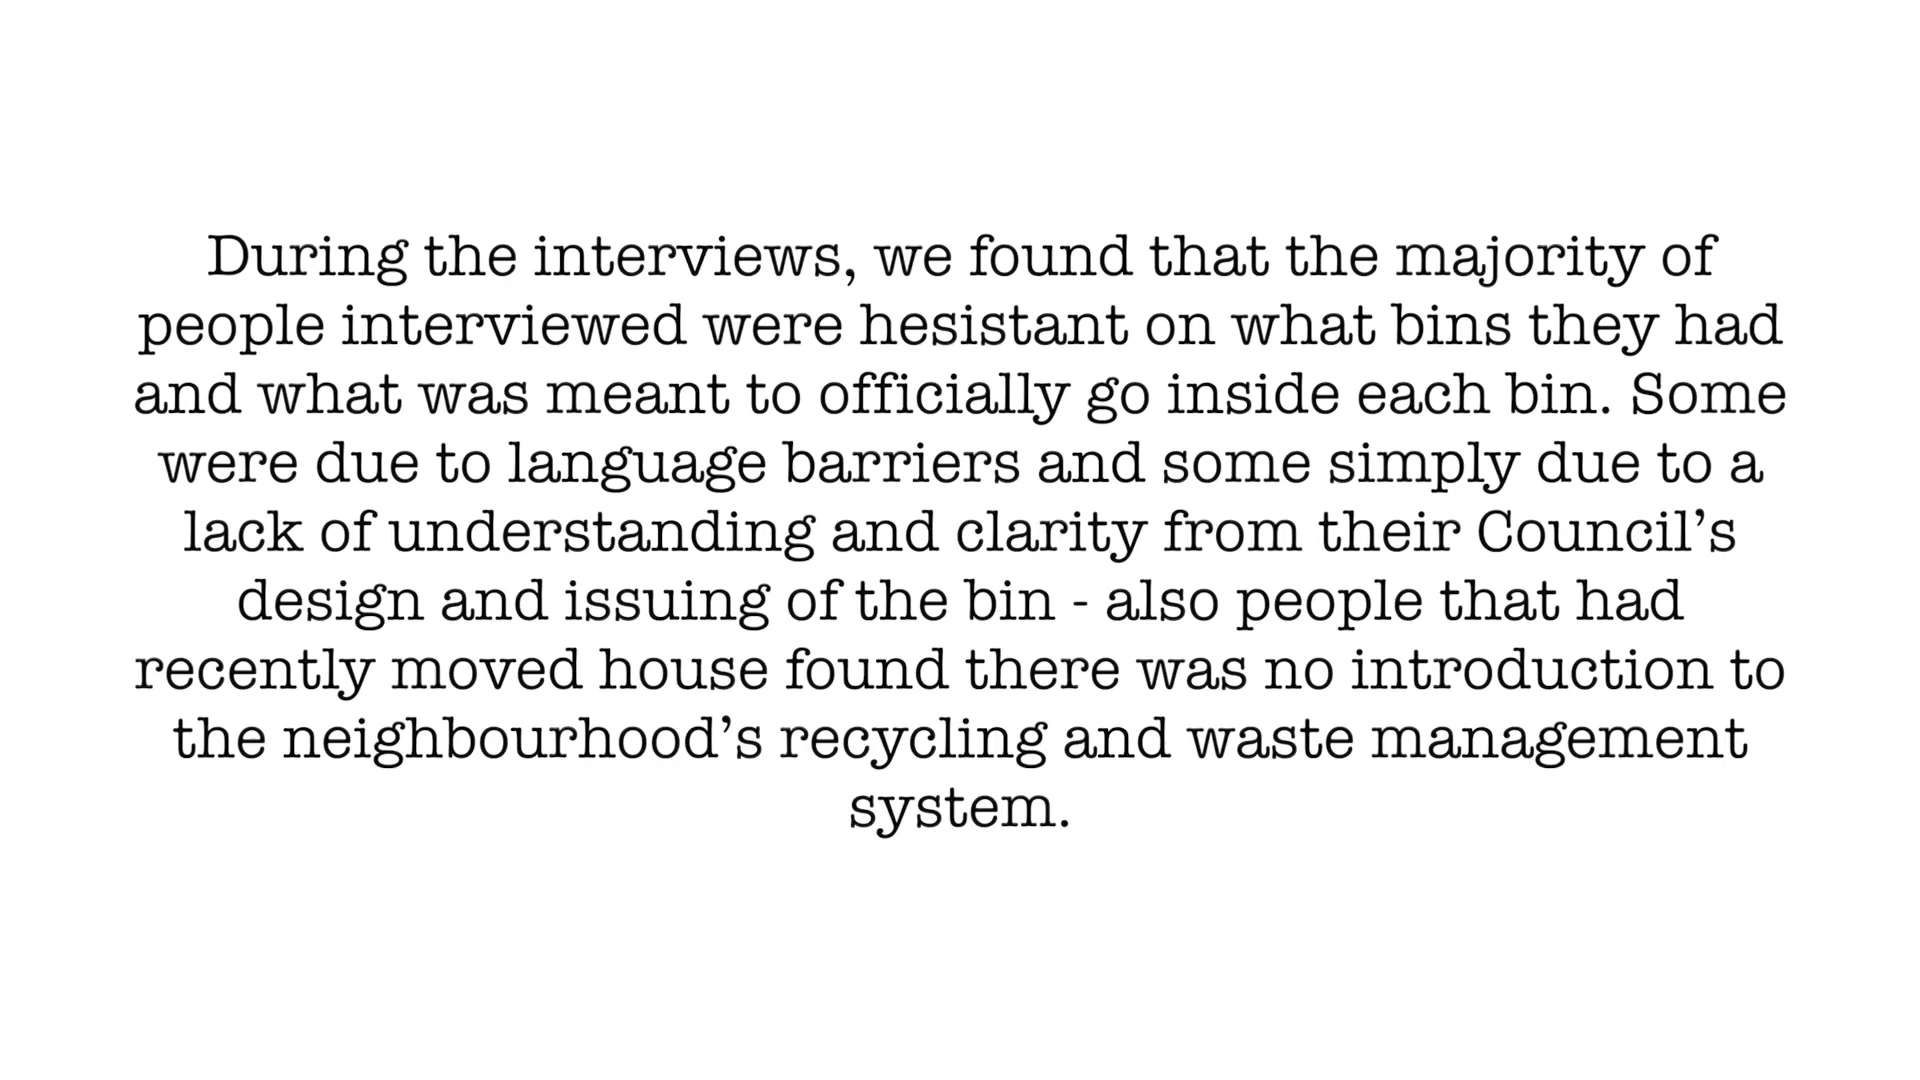 During the interviews, we found that the majority of
people interviewed were hesistant on what bins they had
and what was meant to officially go inside each bin. Some
were due to language barriers and some simply due to a
lack of understanding and clarity from their Council’s
design and issuing of the bin - also people that had
recently moved house found there was no introduction to
the neighbourhood’s recycling and waste management
system.